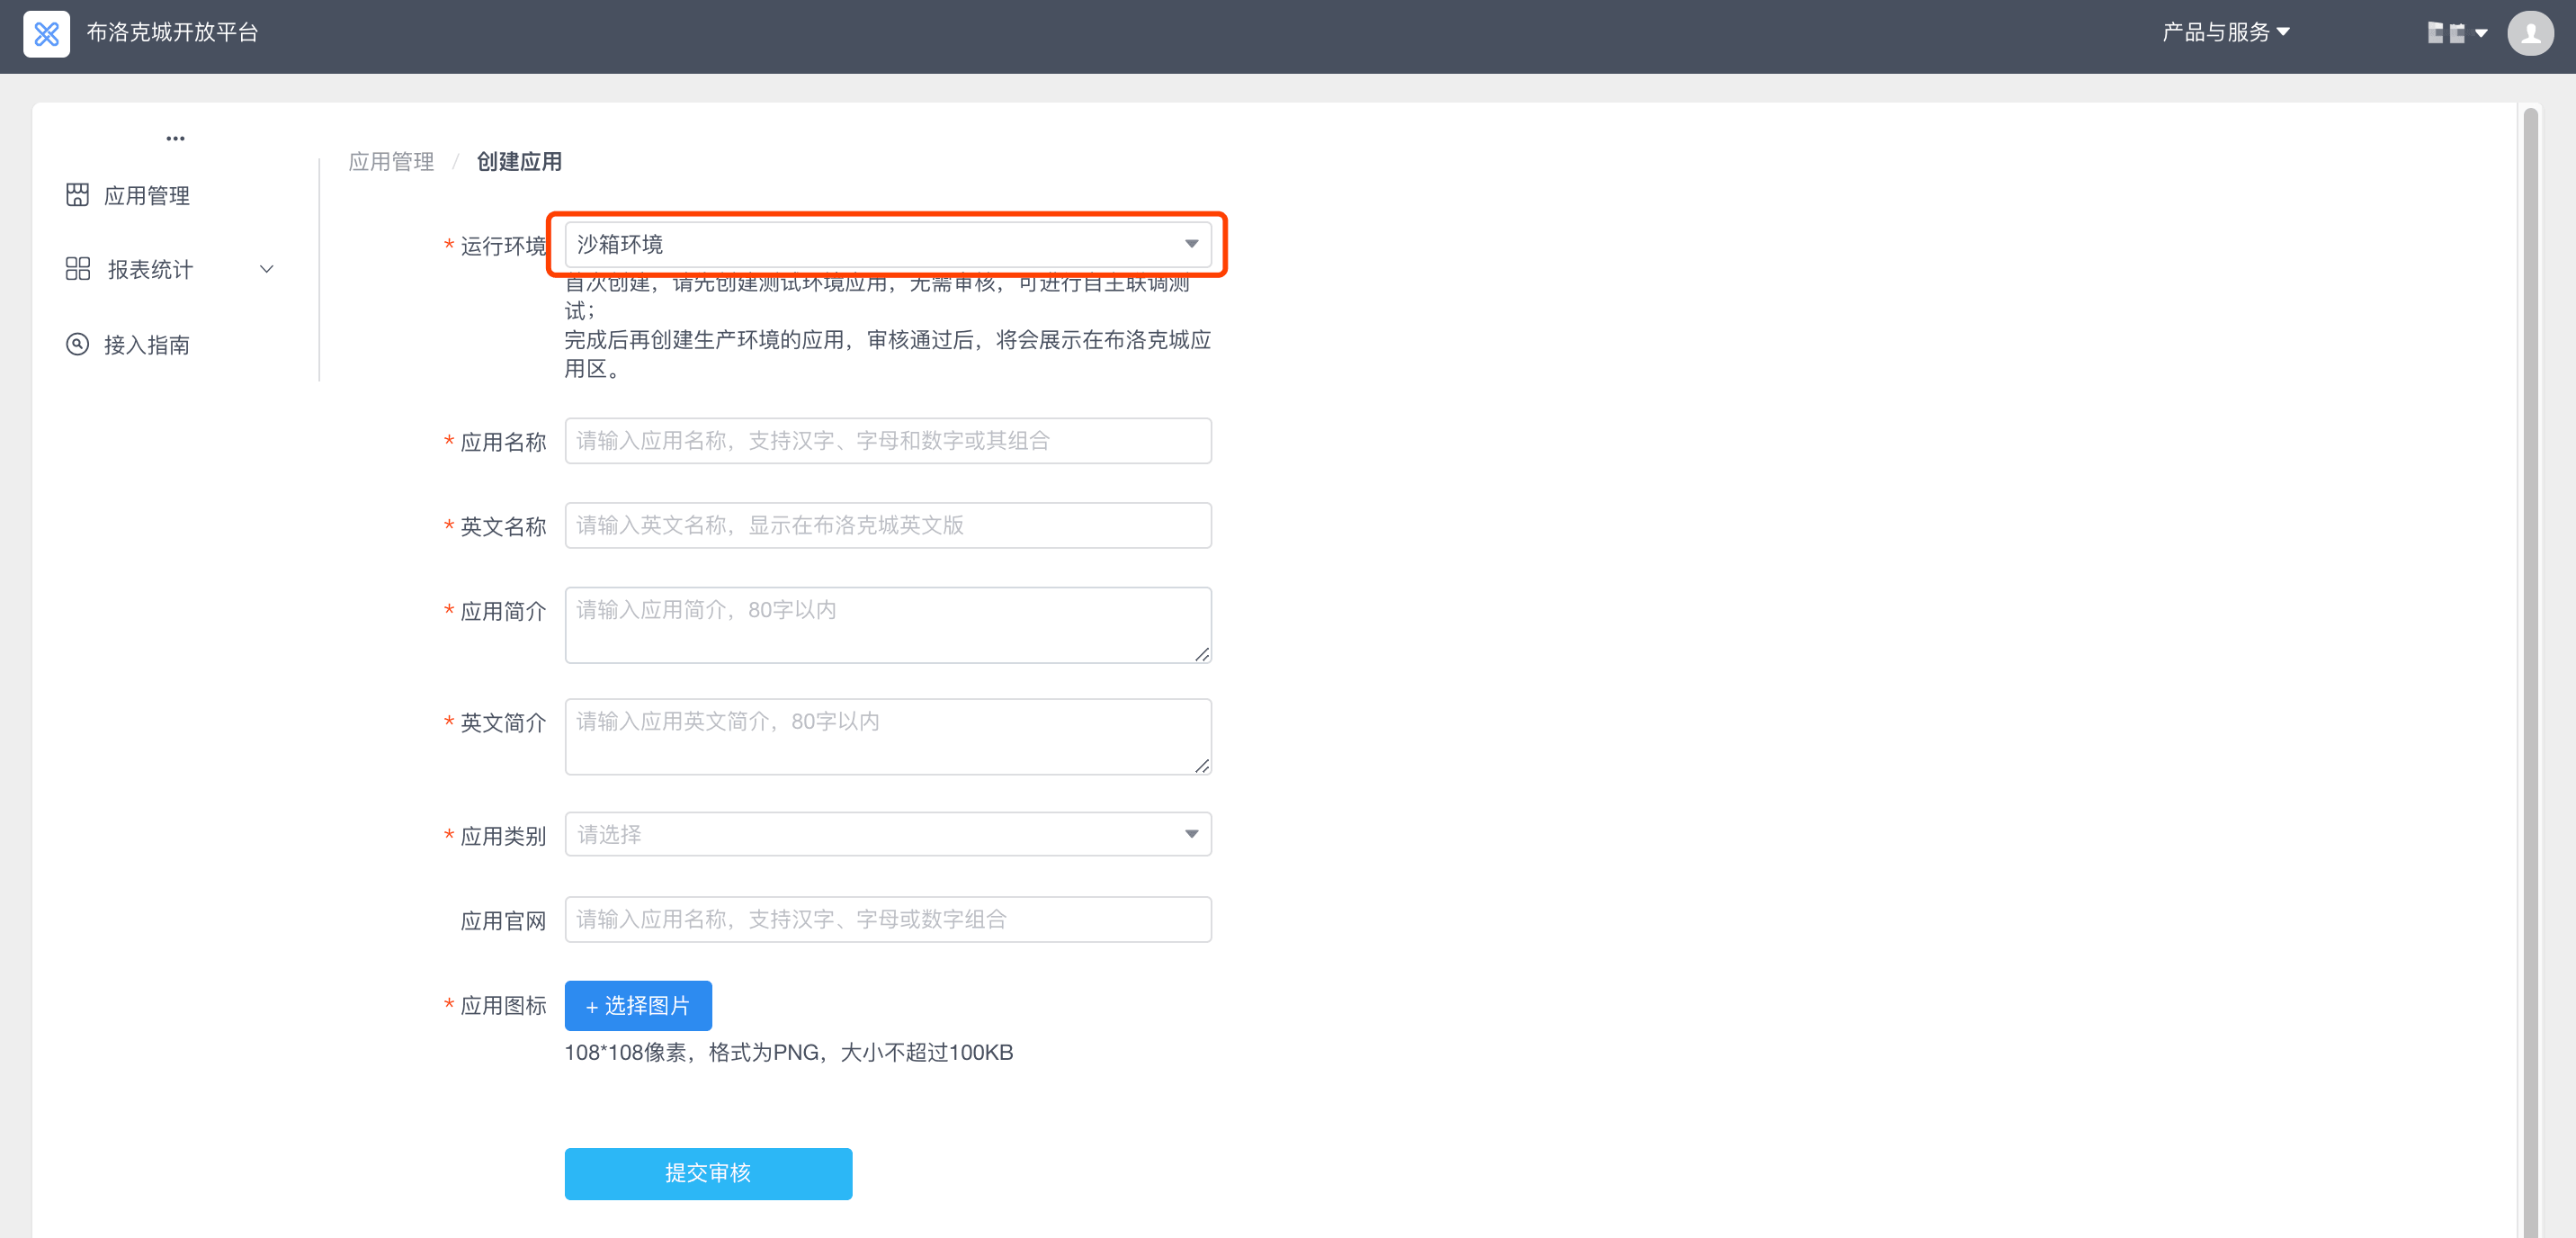 布洛克城开放平台
产品与服务
...
应用管理
报表统计
接入指南
应用管理 / 创建应用
* 运行环境 沙箱环境
首次创建，请先创建测试环境应用，无需审核，可进行自主联调测
试；
完成后再创建生产环境的应用，审核通过后，将会展示在布洛克城应
用区。
* 应用名称 请输入应用名称，支持汉字、字母和数字或其组合
* 英文名称 请输入英文名称，显示在布洛克城英文版
* 应用简介 请输入应用简介，80字以内
* 英文简介 请输入应用英文简介，80字以内
* 应用类别 请选择
应用官网 请输入应用名称，支持汉字、字母或数字组合
* 应用图标 + 选择图片
108*108像素，格式为PNG，大小不超过100KB
提交审核